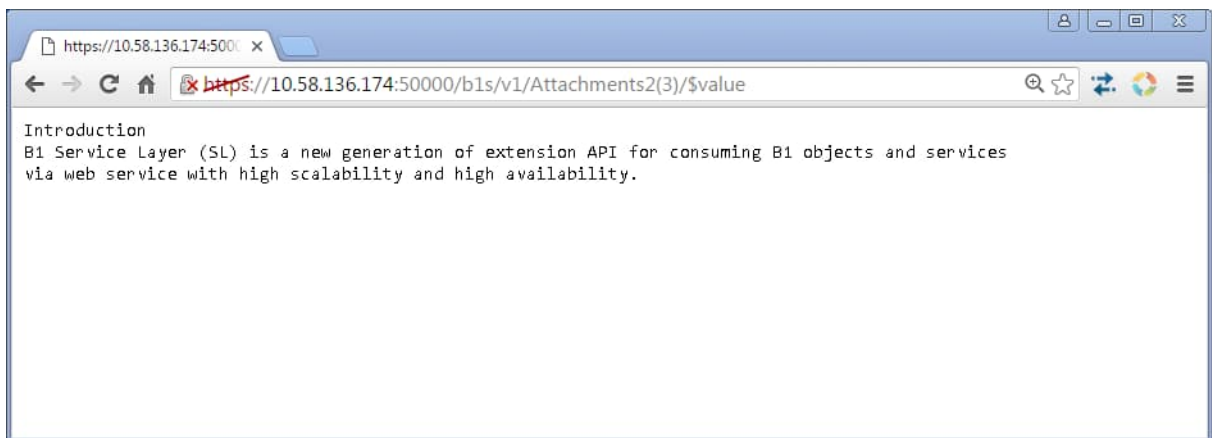 https://10.58.136.174:500
https://10.58.136.174:50000/b1s/v1/Attachments2(3)/$value
Introduction
B1 Service Layer (SL) is a new generation of extension API for consuming B1 objects and services
via web service with high scalability and high availability.